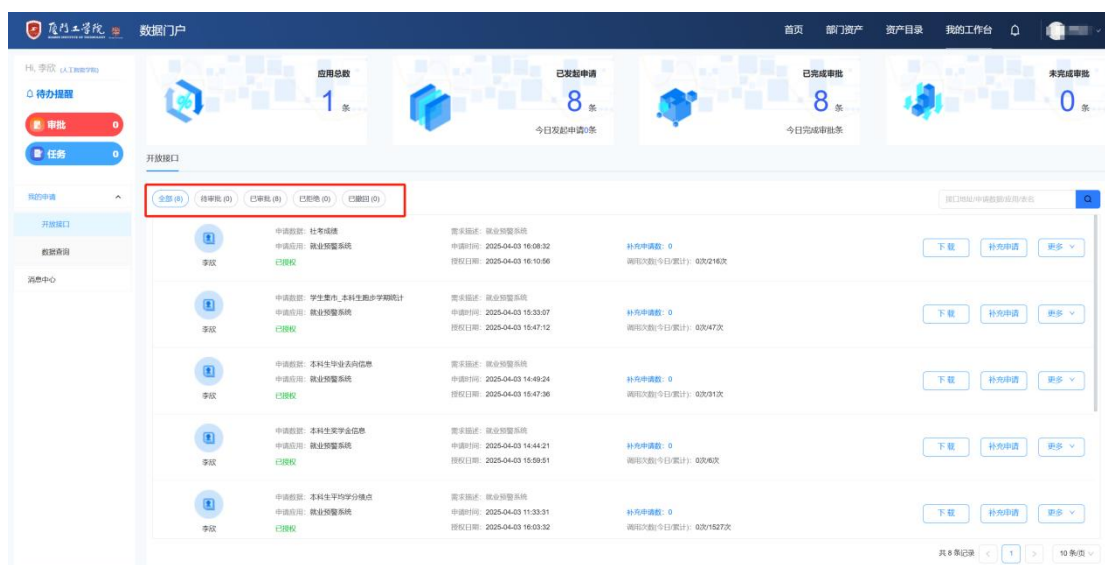 厦门工学院
数据门户
首页 部门资产 资产目录 我的工作台
Hi, 李欣
待办提醒
审批 0
任务 0
应用总数
1 条
已发起申请
8 条
今日发起申请0条
已完成审批
8 条
今日完成审批条
未完成审批
0 条
开放接口
我的申请
开放接口
数据查询
消息中心
全部 (8) 待审批 (0) 已审批 (8) 已拒绝 (0) 已撤回 (0)
接口地址/申请数据/应用/表名
李欣
申请数据: 社考成绩
申请应用: 就业预警系统
已授权
需求描述: 就业预警系统
申请时间: 2025-04-03 16:08:32
授权日期: 2025-04-03 16:10:56
补充申请数: 0
调用次数(今日/累计): 0次/216次
下载 补充申请 更多
李欣
申请数据: 学生集市_本科生跑步学期统计
申请应用: 就业预警系统
已授权
需求描述: 就业预警系统
申请时间: 2025-04-03 15:33:07
授权日期: 2025-04-03 15:47:12
补充申请数: 0
调用次数(今日/累计): 0次/47次
下载 补充申请 更多
李欣
申请数据: 本科生毕业去向信息
申请应用: 就业预警系统
已授权
需求描述: 就业预警系统
申请时间: 2025-04-03 14:49:24
授权日期: 2025-04-03 15:47:36
补充申请数: 0
调用次数(今日/累计): 0次/31次
下载 补充申请 更多
李欣
申请数据: 本科生奖学金信息
申请应用: 就业预警系统
已授权
需求描述: 就业预警系统
申请时间: 2025-04-03 14:44:21
授权日期: 2025-04-03 15:59:51
补充申请数: 0
调用次数(今日/累计): 0次/6次
下载 补充申请 更多
李欣
申请数据: 本科生平均学分绩点
申请应用: 就业预警系统
已授权
需求描述: 就业预警系统
申请时间: 2025-04-03 11:33:31
授权日期: 2025-04-03 16:03:32
补充申请数: 0
调用次数(今日/累计): 0次/1527次
下载 补充申请 更多
共 8 条记录 < 1 > 10 条/页